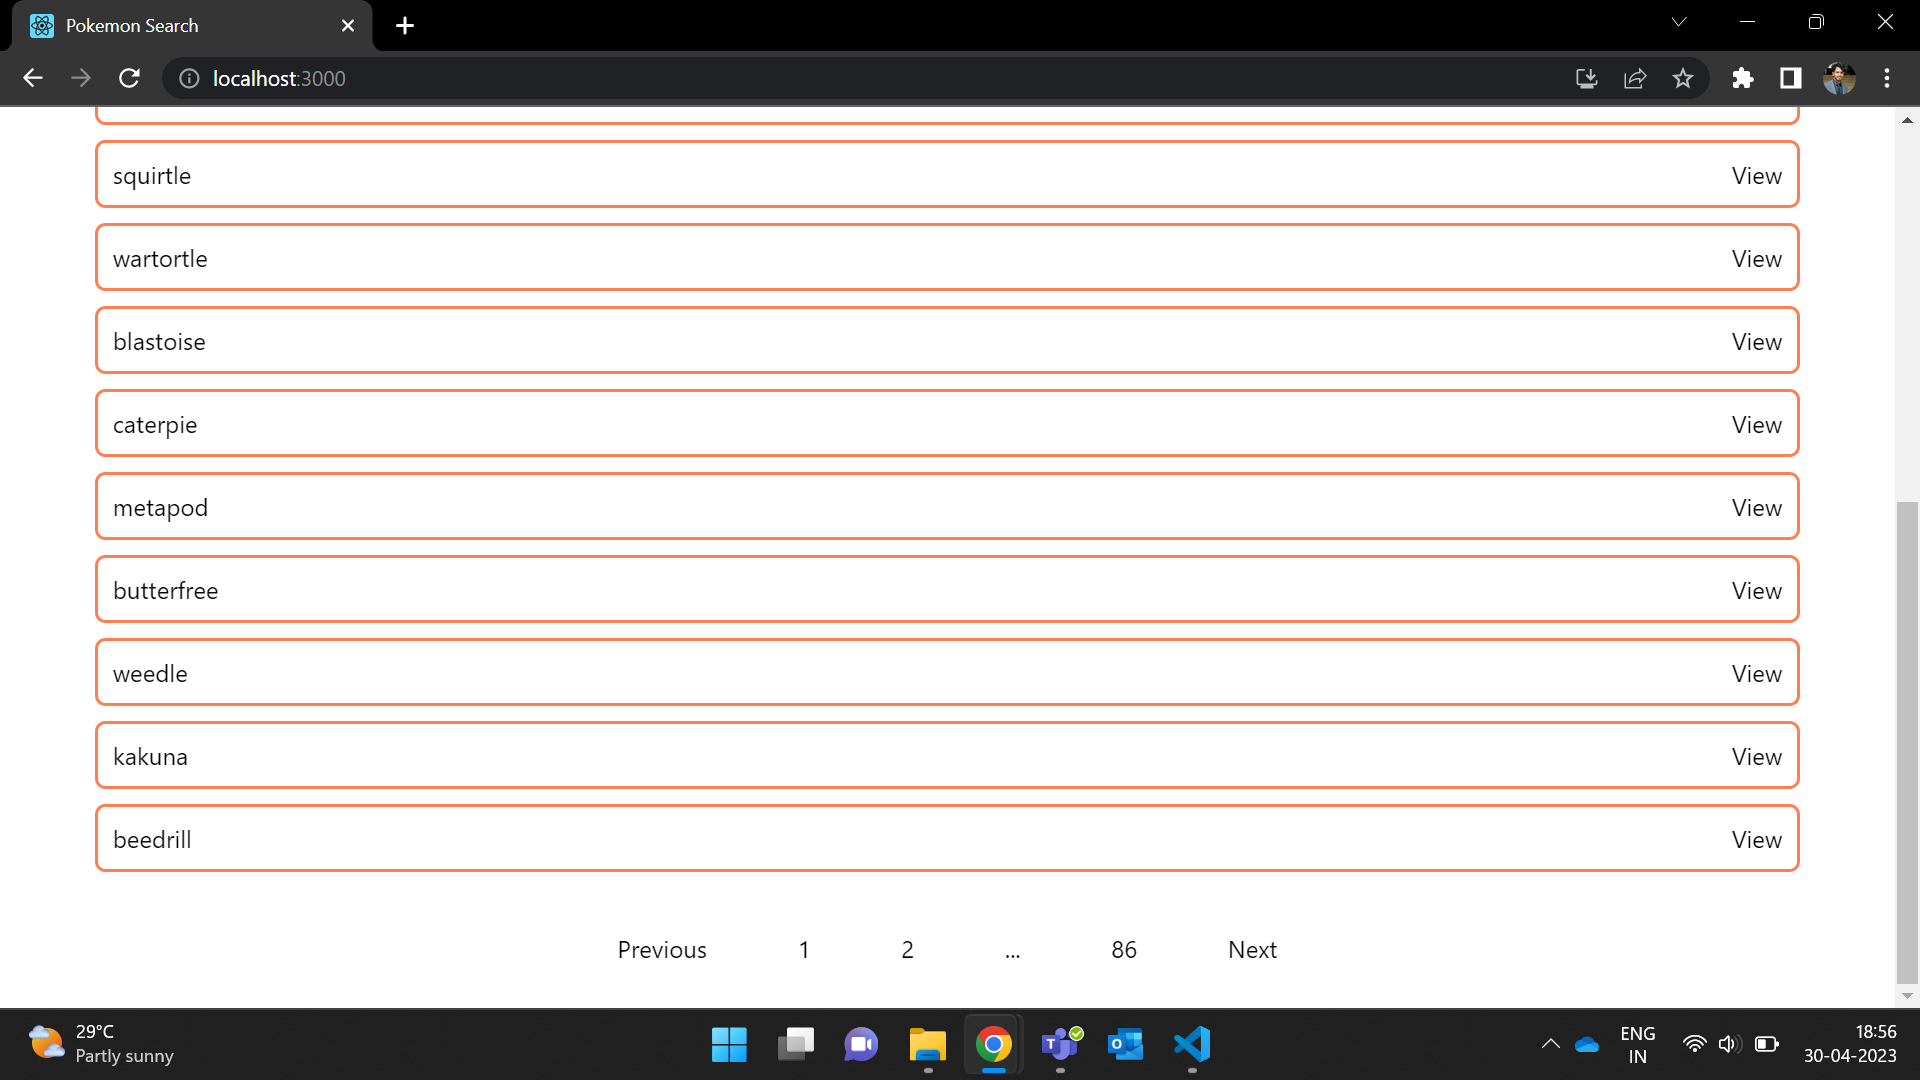 Pokemon Search
localhost:3000
squirtle View
wartortle View
blastoise View
caterpie View
metapod View
butterfree View
weedle View
kakuna View
beedrill View
Previous 1 2 ... 86 Next
29°C
Partly sunny
ENG
IN
18:56
30-04-2023